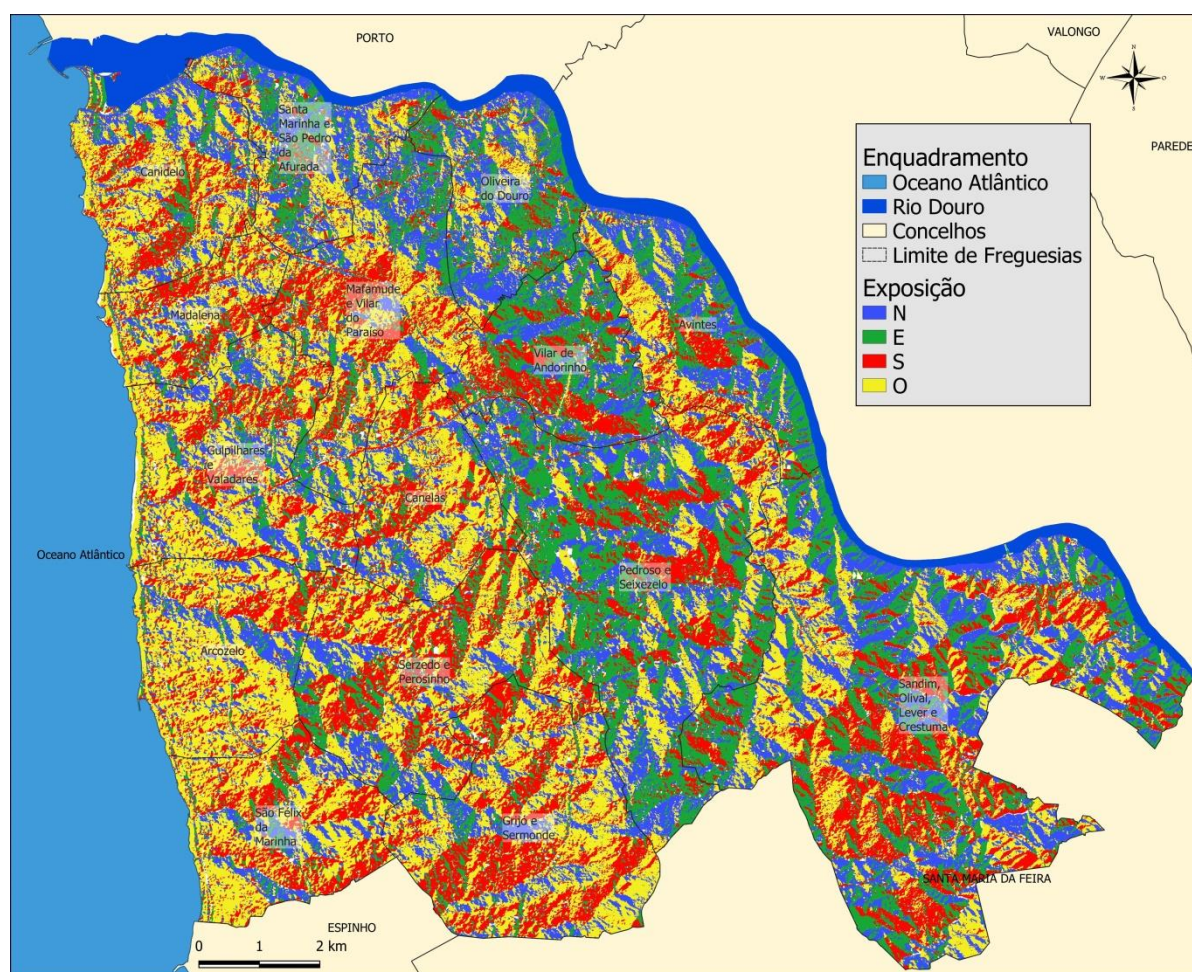 PORTO
VALONGO
N
W
O
S
PAREDE
Santa
Marinha e
São Pedro
da
Afurada
Canidelo
Oliveira
do Douro
Enquadramento
Oceano Atlântico
Rio Douro
Concelhos
Limite de Freguesias
Exposição
N
E
S
O
Mafamude
e Vilar
do
Paraíso
Madalena
Avintes
Vilar de
Andorinho
Gulpilhares
e
Valadares
Canelas
Oceano Atlântico
Pedroso e
Seixezelo
Arcozelo
Serzedo e
Perosinho
Sandim,
Olival,
Lever e
Crestuma
São Félix
da
Marinha
Grijó e
Sermonde
SANTA MARIA DA FEIRA
ESPINHO
0 1 2 km